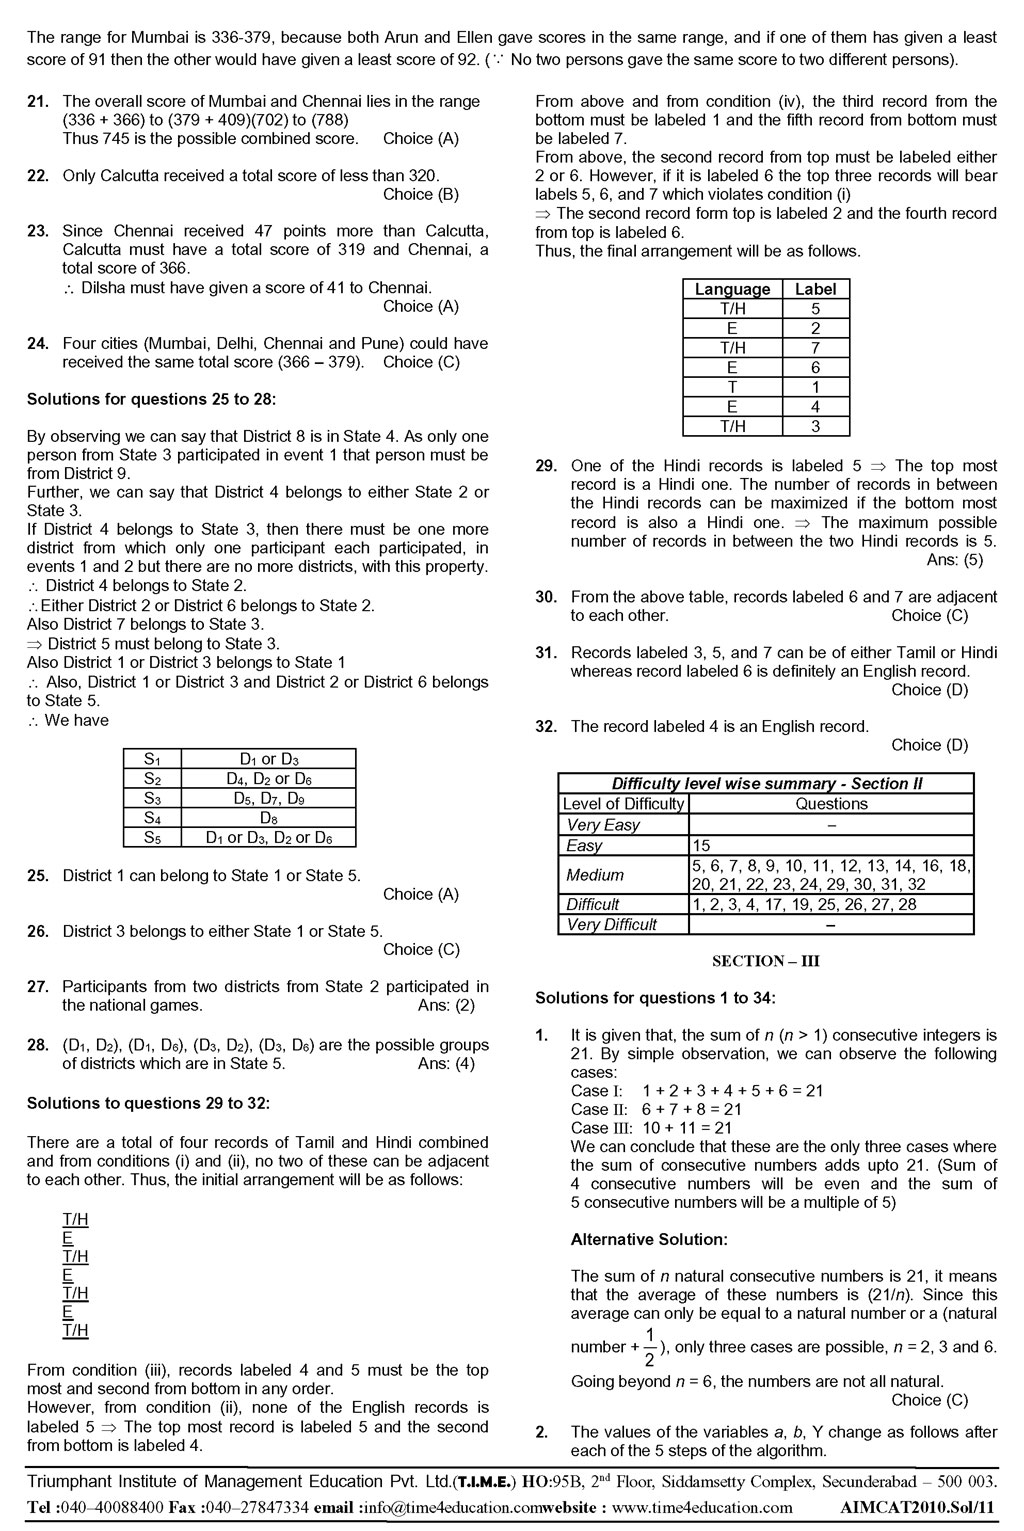 The range for Mumbai is 336-379, because both Arun and Ellen gave scores in the same range, and if one of them has given a least
score of 91 then the other would have given a least score of 92. (∵ No two persons gave the same score to two different persons).
21. The overall score of Mumbai and Chennai lies in the range
(336 + 366) to (379 + 409)(702) to (788)
Thus 745 is the possible combined score. Choice (A)
22. Only Calcutta received a total score of less than 320.
Choice (B)
23. Since Chennai received 47 points more than Calcutta,
Calcutta must have a total score of 319 and Chennai, a
total score of 366.
∴ Dilsha must have given a score of 41 to Chennai.
Choice (A)
24. Four cities (Mumbai, Delhi, Chennai and Pune) could have
received the same total score (366 – 379). Choice (C)
Solutions for questions 25 to 28:
By observing we can say that District 8 is in State 4. As only one
person from State 3 participated in event 1 that person must be
from District 9.
Further, we can say that District 4 belongs to either State 2 or
State 3.
If District 4 belongs to State 3, then there must be one more
district from which only one participant each participated, in
events 1 and 2 but there are no more districts, with this property.
∴ District 4 belongs to State 2.
∴Either District 2 or District 6 belongs to State 2.
Also District 7 belongs to State 3.
⇒ District 5 must belong to State 3.
Also District 1 or District 3 belongs to State 1
∴ Also, District 1 or District 3 and District 2 or District 6 belongs
to State 5.
∴ We have
S1 D1 or D3
S2 D4, D2 or D6
S3 D5, D7, D9
S4 D8
S5 D1 or D3, D2 or D6
25. District 1 can belong to State 1 or State 5.
Choice (A)
26. District 3 belongs to either State 1 or State 5.
Choice (C)
27. Participants from two districts from State 2 participated in
the national games. Ans: (2)
28. (D1, D2), (D1, D6), (D3, D2), (D3, D6) are the possible groups
of districts which are in State 5. Ans: (4)
Solutions to questions 29 to 32:
There are a total of four records of Tamil and Hindi combined
and from conditions (i) and (ii), no two of these can be adjacent
to each other. Thus, the initial arrangement will be as follows:
T/H
E
T/H
E
T/H
E
T/H
From condition (iii), records labeled 4 and 5 must be the top
most and second from bottom in any order.
However, from condition (ii), none of the English records is
labeled 5 ⇒ The top most record is labeled 5 and the second
from bottom is labeled 4.
From above and from condition (iv), the third record from the
bottom must be labeled 1 and the fifth record from bottom must
be labeled 7.
From above, the second record from top must be labeled either
2 or 6. However, if it is labeled 6 the top three records will bear
labels 5, 6, and 7 which violates condition (i)
⇒ The second record form top is labeled 2 and the fourth record
from top is labeled 6.
Thus, the final arrangement will be as follows.
Language Label
T/H 5
E 2
T/H 7
E 6
T 1
E 4
T/H 3
29. One of the Hindi records is labeled 5 ⇒ The top most
record is a Hindi one. The number of records in between
the Hindi records can be maximized if the bottom most
record is also a Hindi one. ⇒ The maximum possible
number of records in between the two Hindi records is 5.
Ans: (5)
30. From the above table, records labeled 6 and 7 are adjacent
to each other. Choice (C)
31. Records labeled 3, 5, and 7 can be of either Tamil or Hindi
whereas record labeled 6 is definitely an English record.
Choice (D)
32. The record labeled 4 is an English record.
Choice (D)
Difficulty level wise summary - Section II
Level of Difficulty Questions
Very Easy –
Easy 15
Medium 5, 6, 7, 8, 9, 10, 11, 12, 13, 14, 16, 18,
20, 21, 22, 23, 24, 29, 30, 31, 32
Difficult 1, 2, 3, 4, 17, 19, 25, 26, 27, 28
Very Difficult –
SECTION – III
Solutions for questions 1 to 34:
1. It is given that, the sum of n (n > 1) consecutive integers is
21. By simple observation, we can observe the following
cases:
Case I: 1 + 2 + 3 + 4 + 5 + 6 = 21
Case II: 6 + 7 + 8 = 21
Case III: 10 + 11 = 21
We can conclude that these are the only three cases where
the sum of consecutive numbers adds upto 21. (Sum of
4 consecutive numbers will be even and the sum of
5 consecutive numbers will be a multiple of 5)
Alternative Solution:
The sum of n natural consecutive numbers is 21, it means
that the average of these numbers is (21/n). Since this
average can only be equal to a natural number or a (natural
number + 1/2), only three cases are possible, n = 2, 3 and 6.
Going beyond n = 6, the numbers are not all natural.
Choice (C)
2. The values of the variables a, b, Y change as follows after
each of the 5 steps of the algorithm.
Triumphant Institute of Management Education Pvt. Ltd.(T.I.M.E.) HO:95B, 2nd Floor, Siddamsetty Complex, Secunderabad – 500 003.
Tel :040–40088400 Fax :040–27847334 email :info@time4education.comwebsite : www.time4education.com AIMCAT2010.Sol/11